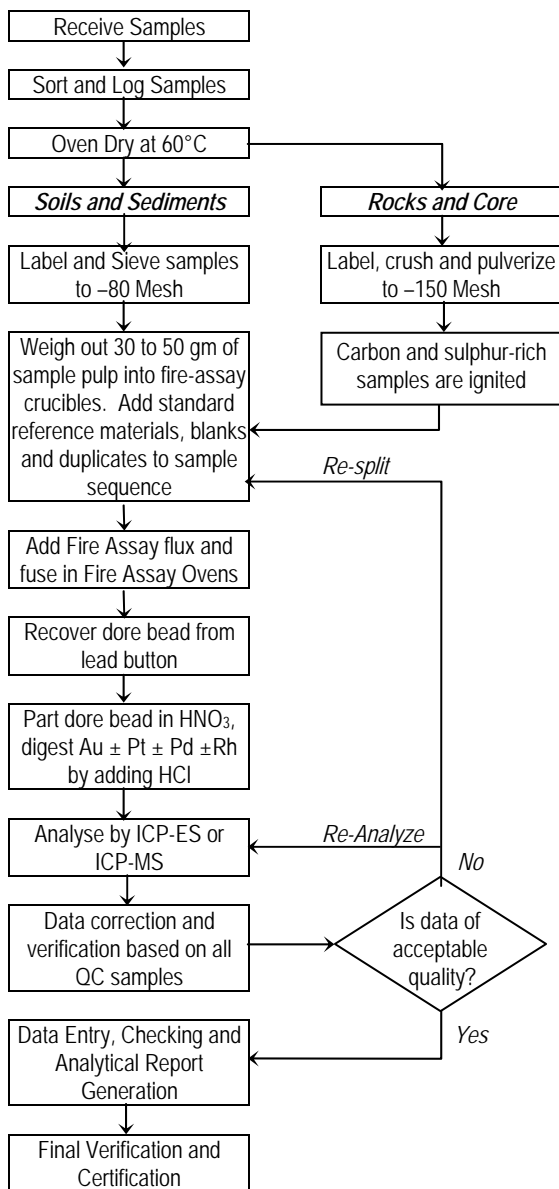 Receive Samples
Sort and Log Samples
Oven Dry at 60°C
Soils and Sediments
Rocks and Core
Label and Sieve samples
to –80 Mesh
Label, crush and pulverize
to –150 Mesh
Weigh out 30 to 50 gm of
sample pulp into fire-assay
crucibles. Add standard
reference materials, blanks
and duplicates to sample
sequence
Carbon and sulphur-rich
samples are ignited
Re-split
Add Fire Assay flux and
fuse in Fire Assay Ovens
Recover dore bead from
lead button
Part dore bead in HNO₃,
digest Au ± Pt ± Pd ±Rh
by adding HCl
Analyse by ICP-ES or
ICP-MS
Re-Analyze
No
Data correction and
verification based on all
QC samples
Is data of
acceptable
quality?
Yes
Data Entry, Checking and
Analytical Report
Generation
Final Verification and
Certification